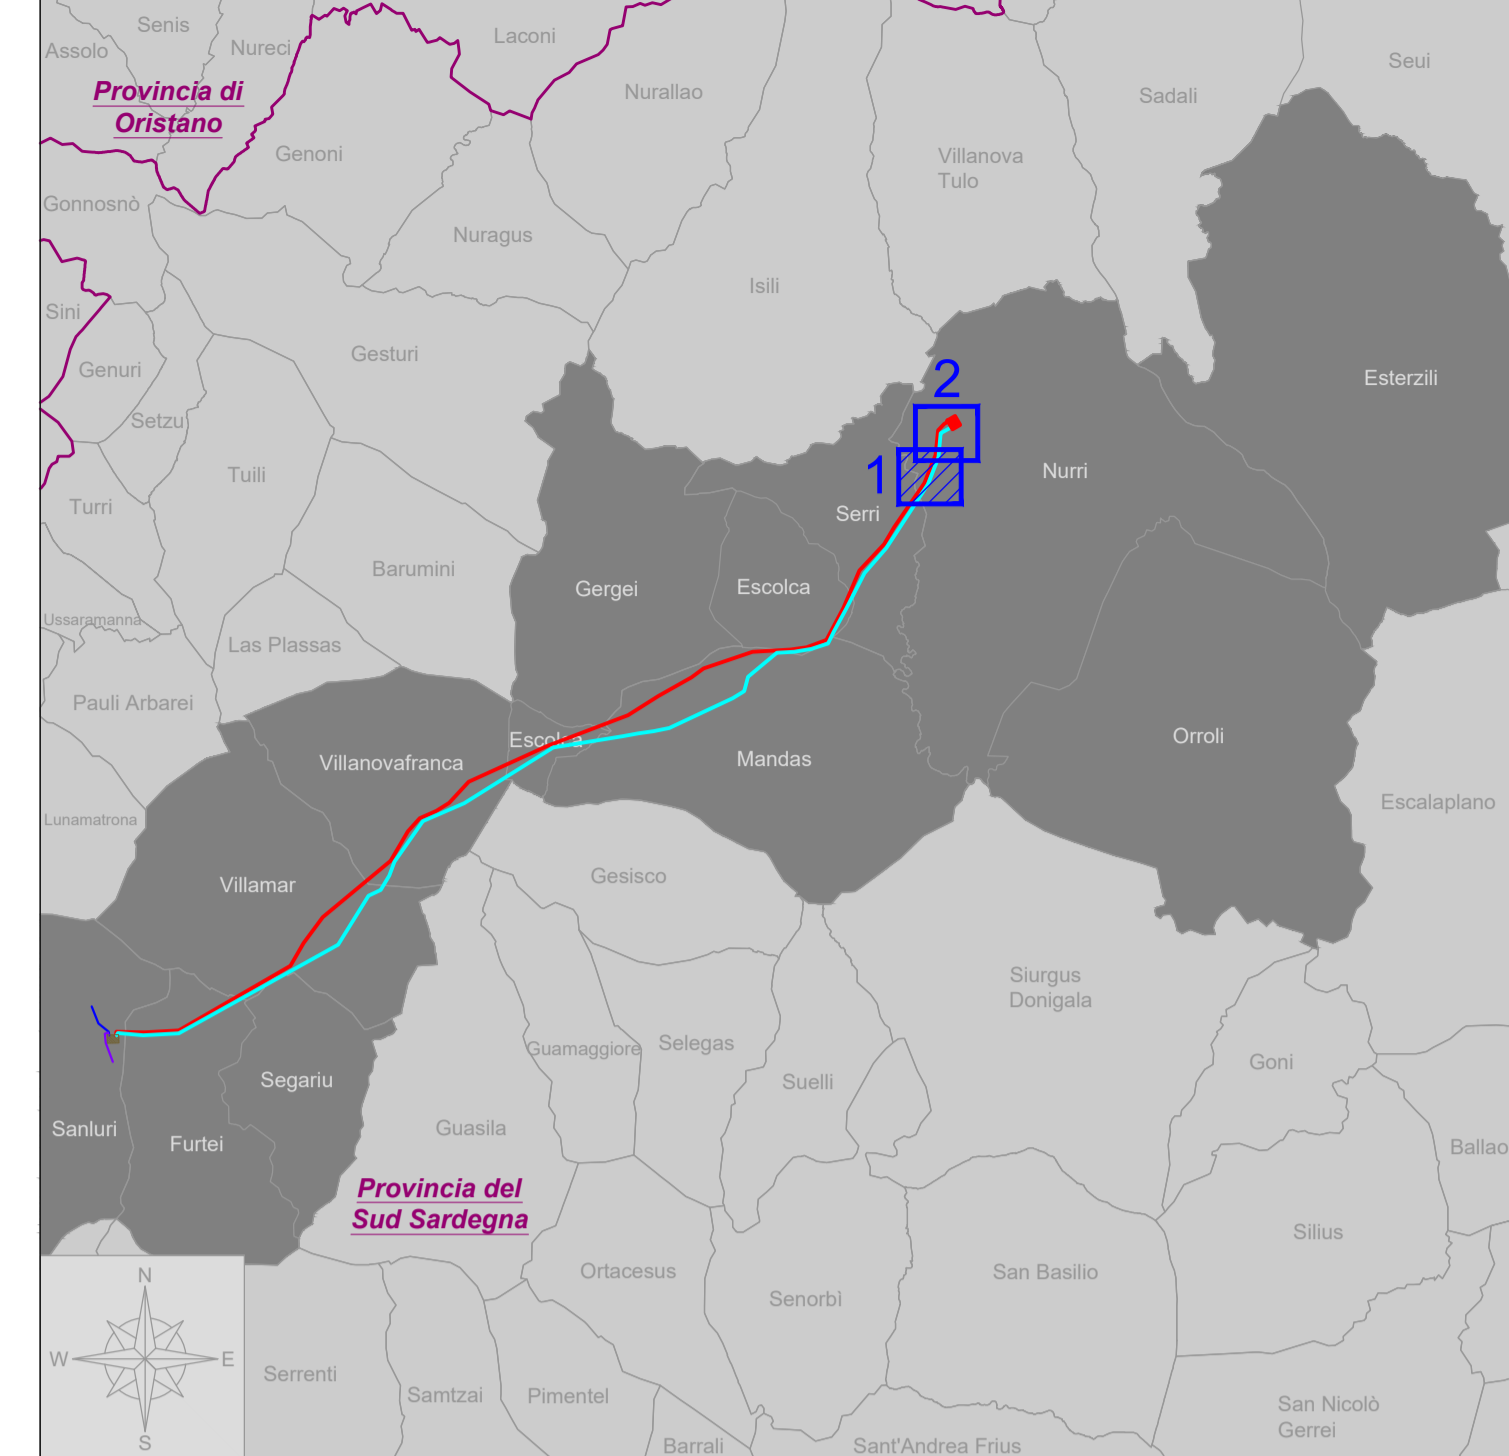 Senis
Laconi
Assolo
Nureci
Seui
Provincia di
Oristano
Nurallao
Sadali
Genoni
Villanova
Tulo
Gonnosnò
Nuragus
Isili
Sini
Gesturi
Genuri
2
Esterzili
Setzu
Tuili
1
Nurri
Turri
Serri
Barumini
Gergei
Escolca
Ussaramanna
Las Plassas
Pauli Arbarei
Escolca
Orroli
Villanovafranca
Mandas
Escalaplano
Lunamatrona
Gesisco
Villamar
Siurgus
Donigala
Guamaggiore
Selegas
Goni
Segariu
Suelli
Sanluri
Furtei
Guasila
Ballao
Provincia del
Sud Sardegna
Silius
Ortacesus
San Basilio
N
Senorbì
W
E
Serrenti
Samtzai
Pimentel
San Nicolò
Gerrei
S
Barrali
Sant'Andrea Frius